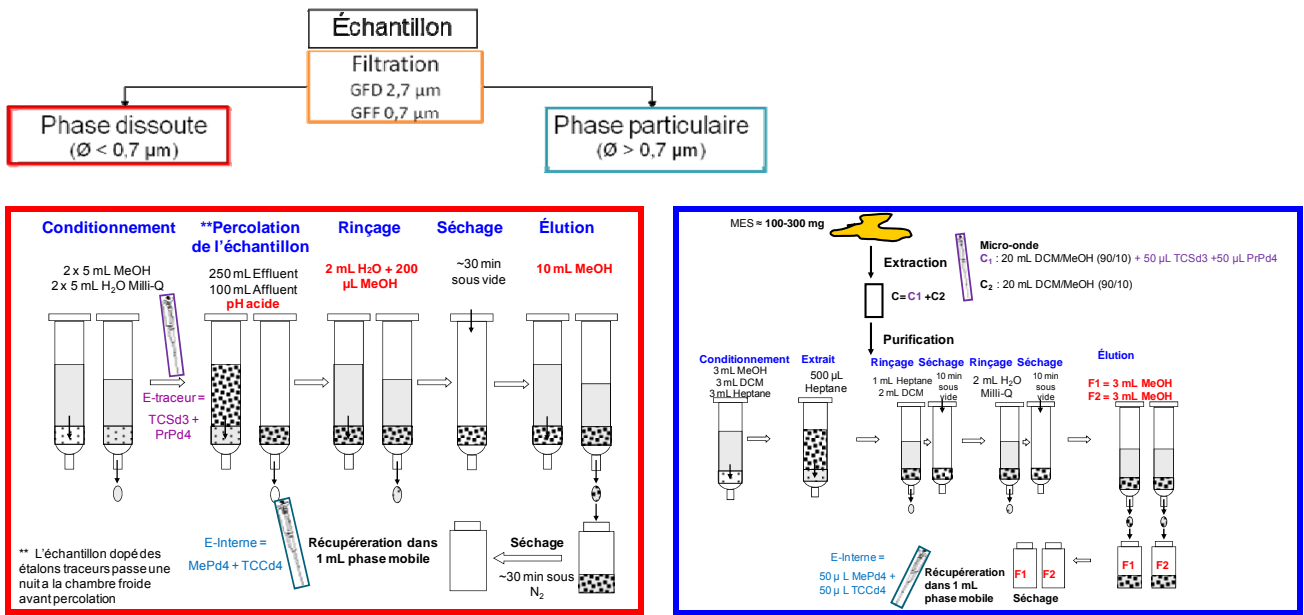 Échantillon
Filtration
GFD 2,7 µm
GFF 0,7 µm
Phase dissoute
(Ø < 0,7 µm)
Phase particulaire
(Ø > 0,7 µm)
Conditionnement
2 x 5 mL MeOH
2 x 5 mL H2O Milli-Q
**Percolation
de l'échantillon
250 mL Effluent
100 mL Affluent
pH acide
Rinçage
2 mL H2O + 200
µL MeOH
Séchage
~30 min
sous vide
Élution
10 mL MeOH
E-traceur =
TCSd3 +
PrPd4
E-Interne =
MePd4 + TCCd4
Récupéreration dans
1 mL phase mobile
Séchage
~30 min sous
N2
** L'échantillon dopé des
étalons traceurs passe une
nuit a la chambre froide
avant percolation
MES ≈ 100-300 mg
Extraction
Micro-onde
C1 : 20 mL DCM/MeOH (90/10) + 50 µL TCSd3 +50 µL PrPd4
C2 : 20 mL DCM/MeOH (90/10)
C= C1 +C2
Purification
Conditionnement
3 mL MeOH
3 mL DCM
3 mL Heptane
Extrait
500 µL
Heptane
Rinçage
1 mL Heptane
2 mL DCM
Séchage
10 min
sous
vide
Rinçage
2 mL H2O
Milli-Q
Séchage
10 min
sous
vide
Élution
F1 = 3 mL MeOH
F2 = 3 mL MeOH
F1
F2
Séchage
F1
F2
E-Interne =
50 µ L MePd4 +
50 µ L TCCd4
Récupéreration
dans 1 mL
phase mobile